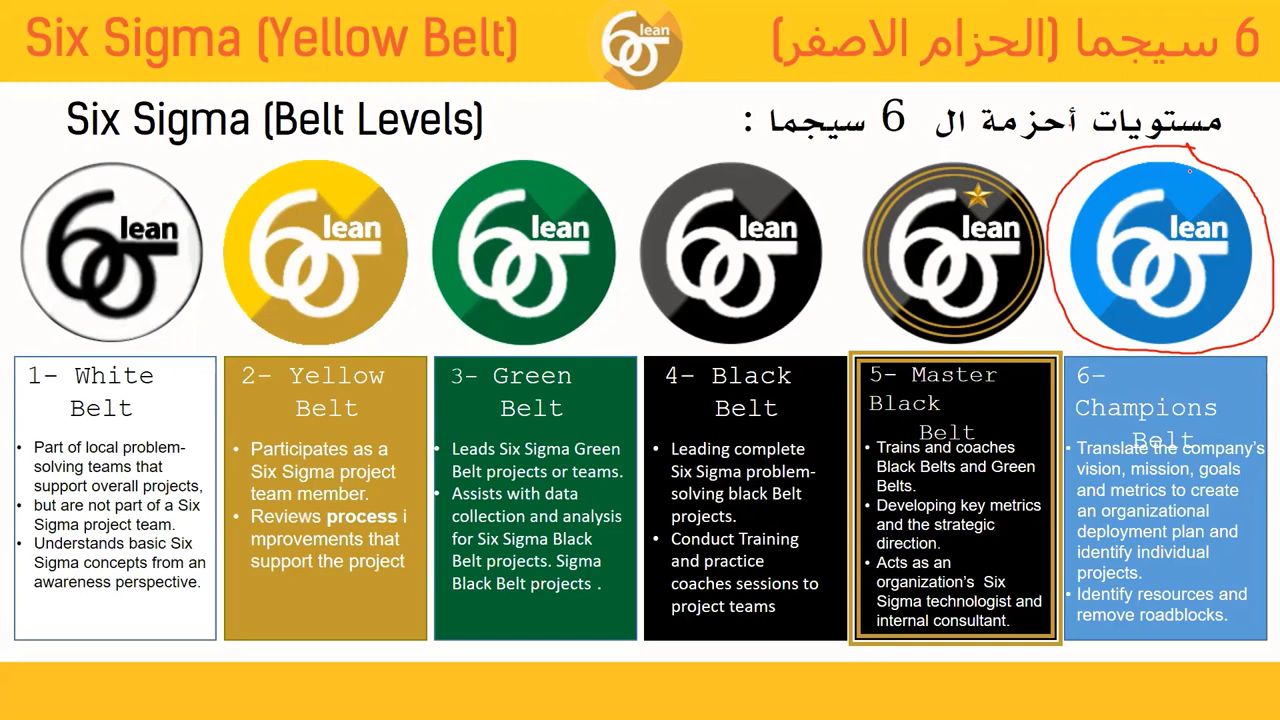 Six Sigma (Yellow Belt)
6σ lean
6 سيجما (الحزام الاصفر)
Six Sigma (Belt Levels)
مستويات أحزمة ال 6 سيجما :
6σ lean
6σ lean
6σ lean
6σ lean
6σ lean
6σ lean
1- White
Belt
• Part of local problem-
solving teams that
support overall projects,
• but are not part of a Six
Sigma project team.
• Understands basic Six
Sigma concepts from an
awareness perspective.
2- Yellow
Belt
• Participates as a
Six Sigma project
team member.
• Reviews process i
mprovements that
support the project
3- Green
Belt
• Leads Six Sigma Green
Belt projects or teams.
• Assists with data
collection and analysis
for Six Sigma Black
Belt projects. Sigma
Black Belt projects .
4- Black
Belt
• Leading complete
Six Sigma problem-
solving black Belt
projects.
• Conduct Training
and practice
coaches sessions to
project teams
5- Master
Black
Belt
• Trains and coaches
Black Belts and Green
Belts.
• Developing key metrics
and the strategic
direction.
• Acts as an
organization's Six
Sigma technologist and
internal consultant.
6-
Champions
Belt
• Translate the company's
vision, mission, goals
and metrics to create
an organizational
deployment plan and
identify individual
projects.
• Identify resources and
remove roadblocks.